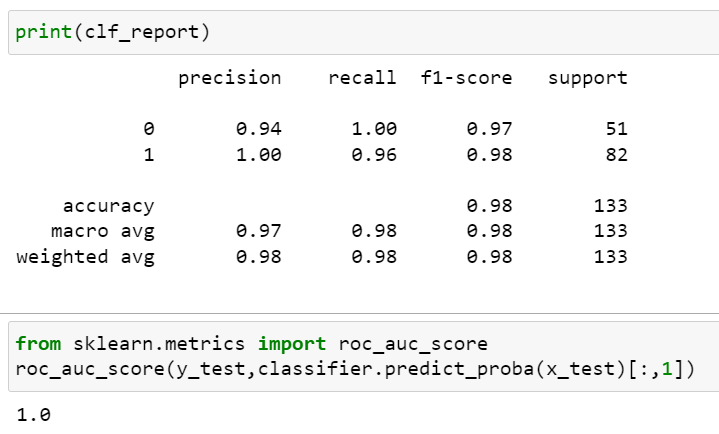 print(clf_report)
precision recall f1-score support
0 0.94 1.00 0.97 51
1 1.00 0.96 0.98 82
accuracy 0.98 133
macro avg 0.97 0.98 0.98 133
weighted avg 0.98 0.98 0.98 133
from sklearn.metrics import roc_auc_score
roc_auc_score(y_test,classifier.predict_proba(x_test)[:,1])
1.0